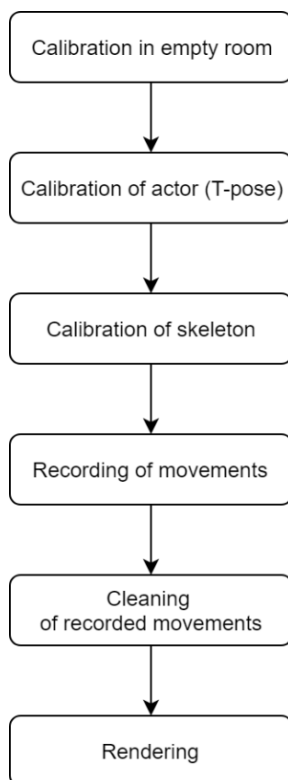 Calibration in empty room
Calibration of actor (T-pose)
Calibration of skeleton
Recording of movements
Cleaning
of recorded movements
Rendering